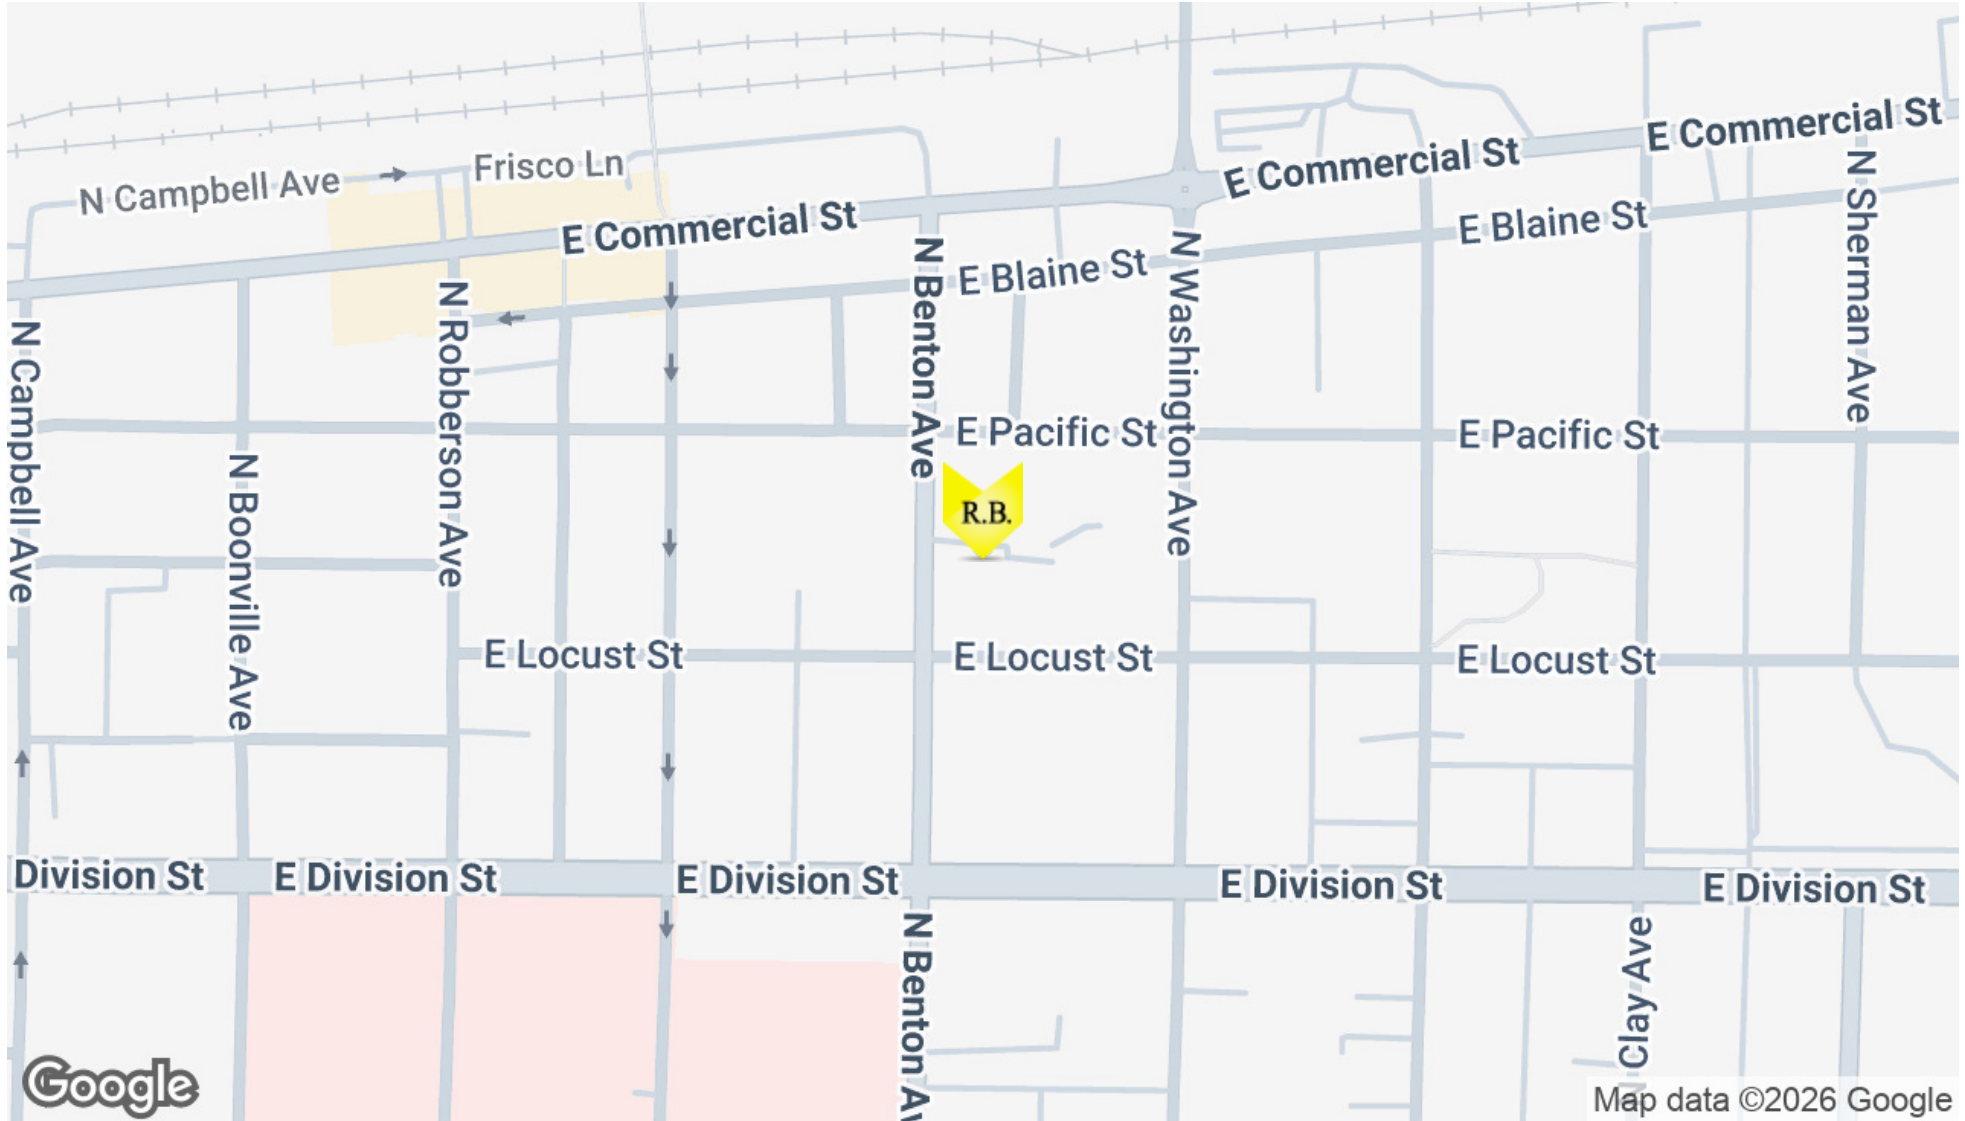 E Commercial St
N Campbell Ave
Frisco Ln
E Commercial St
E Commercial St
N Sherman Ave
E Blaine St
E Blaine St
N Benton Ave
N Washington Ave
N Robberson Ave
N Campbell Ave
E Pacific St
E Pacific St
N Boonville Ave
R.B.
E Locust St
E Locust St
E Locust St
Division St
E Division St
E Division St
E Division St
E Division St
N Benton Av
N Clay Ave
Google
Map data ©2026 Google